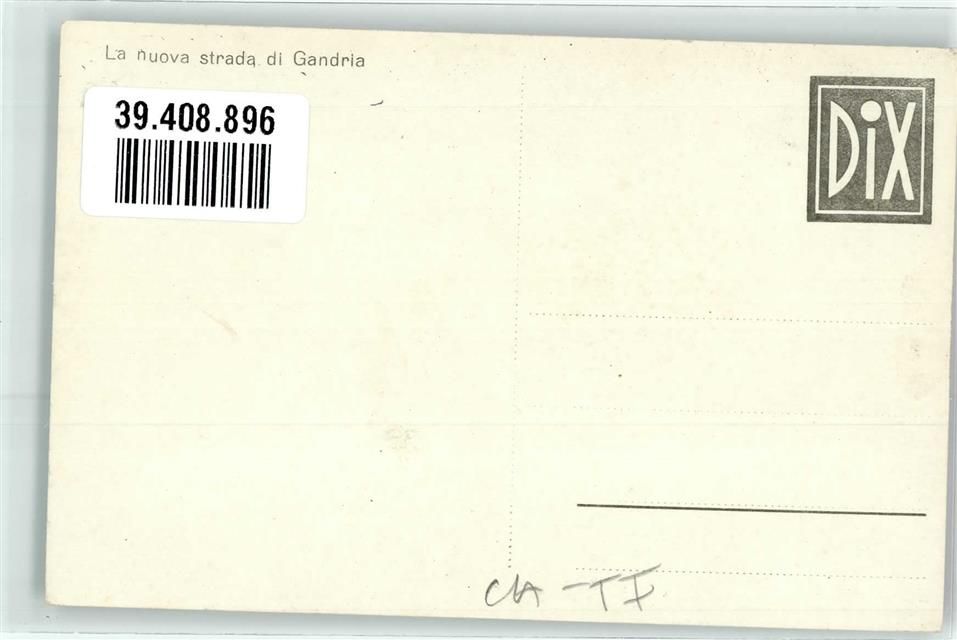 La nuova strada di Gandria
39.408.896
DiX
CH - TI